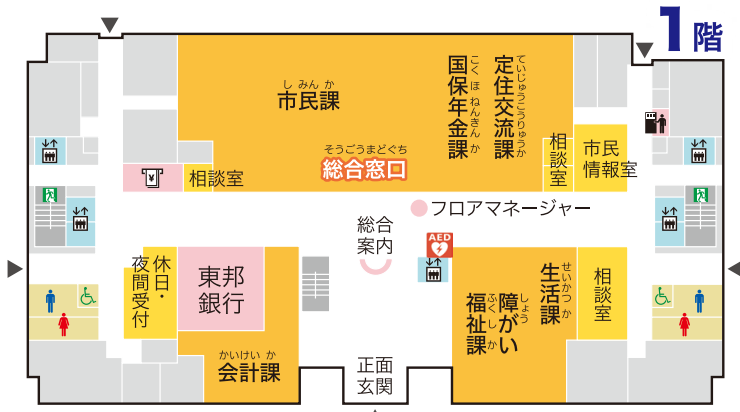 1階
し みん か
市民課
こく ほ ねんきん か
国保年金課
ていじゅうこうりゅうか
定住交流課
そうごうまどぐち
総合窓口
相談室
市民
情報室
¥
相談室
フロアマネージャー
総合
案内
AED
休日・
夜間受付
東邦
銀行
かいけい か
会計課
正面
玄関
しょう
障がい
ふく し か
福祉課
せいかつ か
生活課
相談室